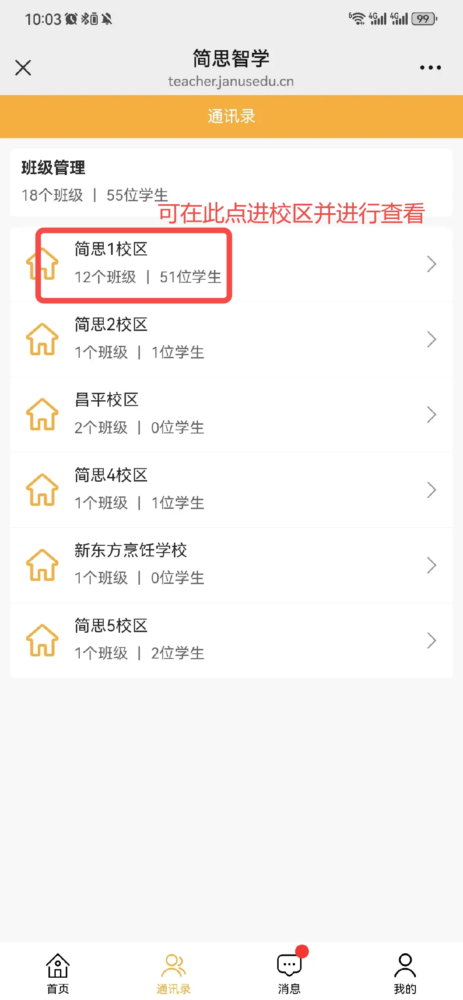 10:03
6 4G 4G 99
简思智学
teacher.janusedu.cn
通讯录
班级管理
18个班级 | 55位学生
可在此点进校区并进行查看
简思1校区
12个班级 | 51位学生
简思2校区
1个班级 | 1位学生
昌平校区
2个班级 | 0位学生
简思4校区
1个班级 | 1位学生
新东方烹饪学校
1个班级 | 0位学生
简思5校区
1个班级 | 2位学生
首页
通讯录
消息
我的